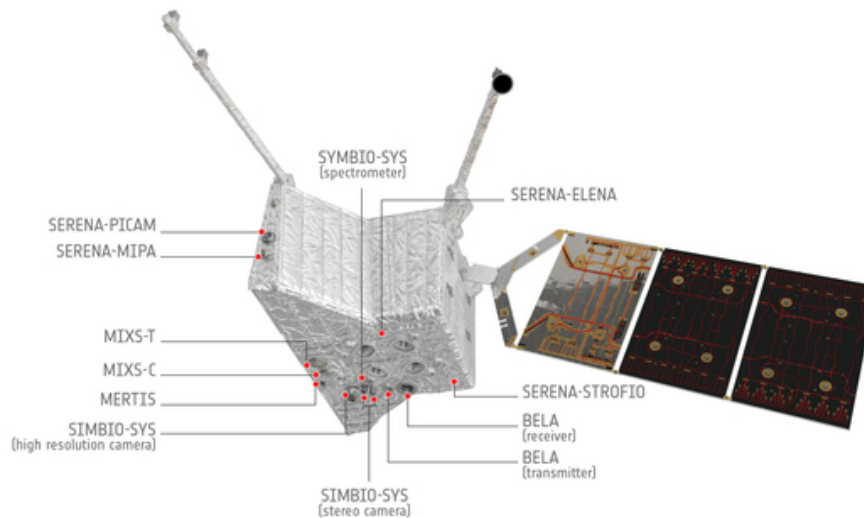 SYMBIO-SYS
(spectrometer)
SERENA-ELENA
SERENA-PICAM
SERENA-MIPA
MIXS-T
MIXS-C
MERTIS
SIMBIO-SYS
(high resolution camera)
SERENA-STROFIO
BELA
(receiver)
BELA
(transmitter)
SIMBIO-SYS
(stereo camera)